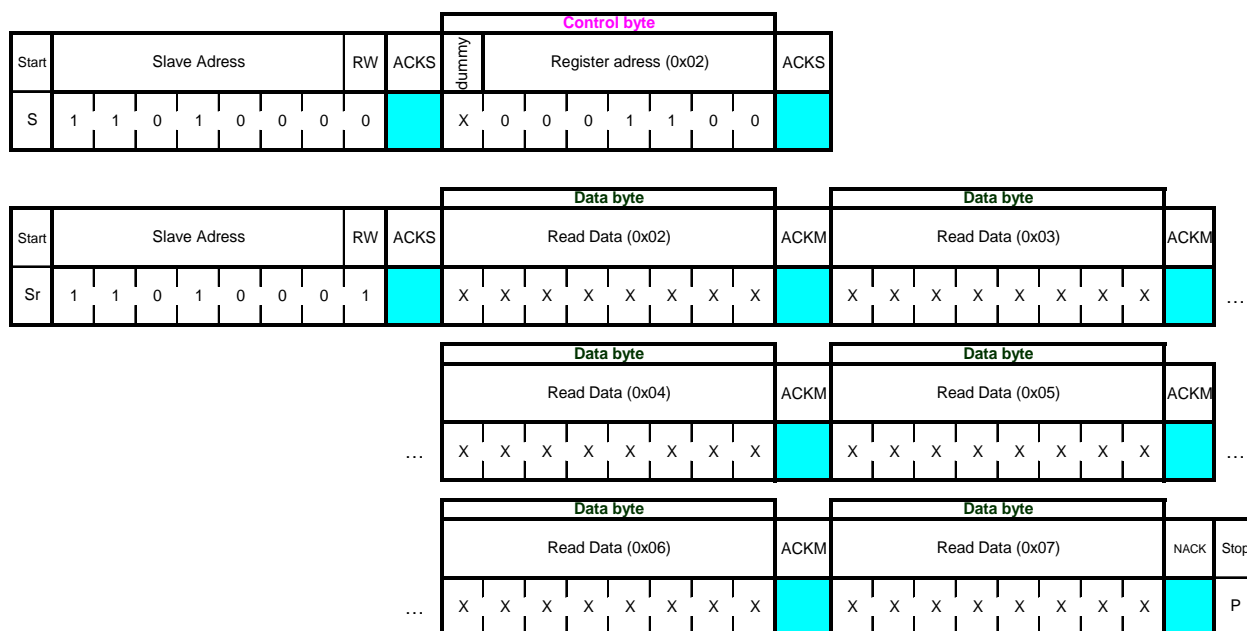 Control byte
Start Slave Adress RW ACKS dummy Register adress (0x02) ACKS
S 1 1 0 1 0 0 0 0 X 0 0 0 1 1 0 0
Data byte Data byte
Start Slave Adress RW ACKS Read Data (0x02) ACKM Read Data (0x03) ACKM
Sr 1 1 0 1 0 0 0 1 X X X X X X X X X X X X X X X X …
Data byte Data byte
Read Data (0x04) ACKM Read Data (0x05) ACKM
… X X X X X X X X X X X X X X X X …
Data byte Data byte
Read Data (0x06) ACKM Read Data (0x07) NACK Stop
… X X X X X X X X X X X X X X X X P